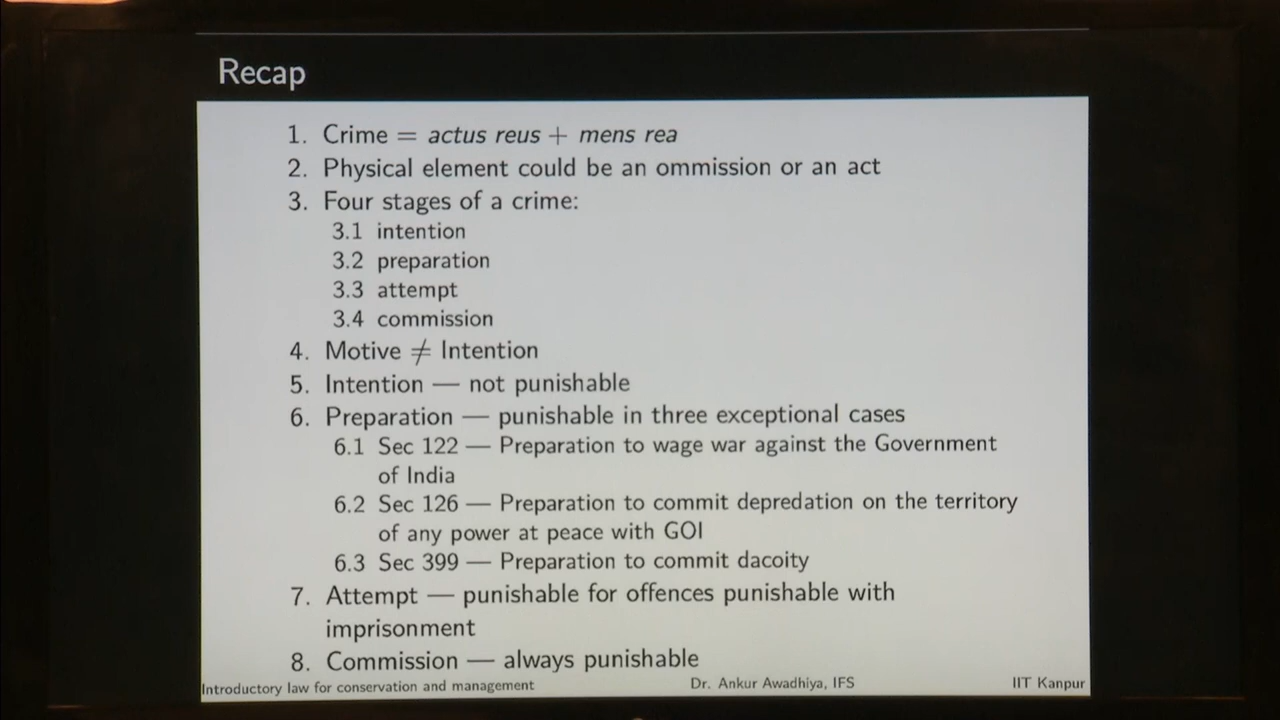 Recap
1. Crime = actus reus + mens rea
2. Physical element could be an ommission or an act
3. Four stages of a crime:
3.1 intention
3.2 preparation
3.3 attempt
3.4 commission
4. Motive ≠ Intention
5. Intention — not punishable
6. Preparation — punishable in three exceptional cases
6.1 Sec 122 — Preparation to wage war against the Government
of India
6.2 Sec 126 — Preparation to commit depredation on the territory
of any power at peace with GOI
6.3 Sec 399 — Preparation to commit dacoity
7. Attempt — punishable for offences punishable with
imprisonment
8. Commission — always punishable
Introductory law for conservation and management Dr. Ankur Awadhiya, IFS IIT Kanpur